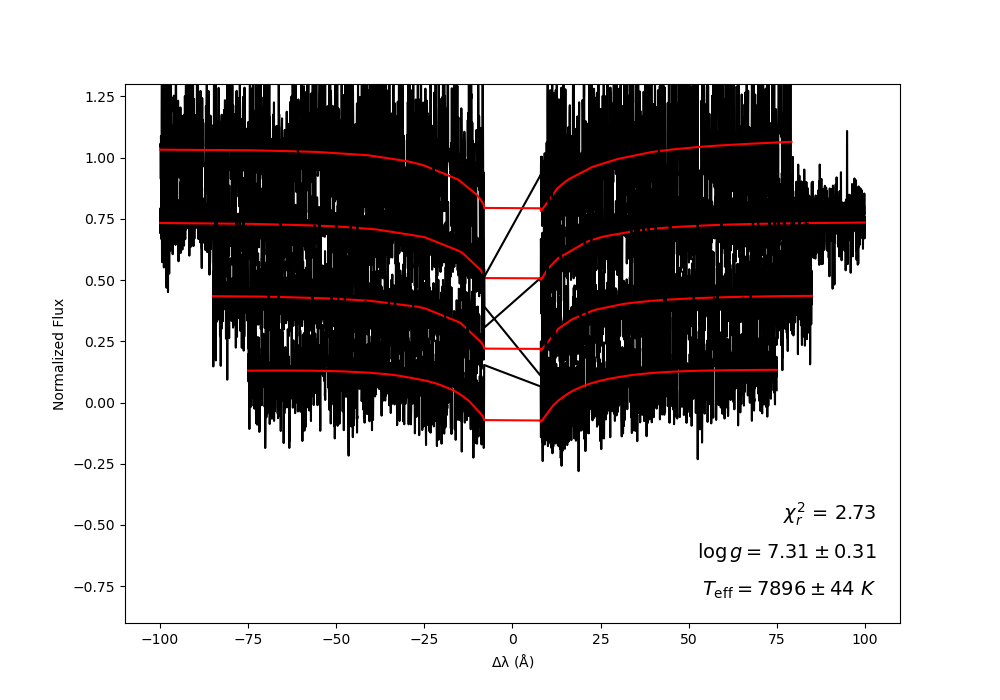 1.25
1.00
0.75
0.50
0.25
0.00
−0.25
−0.50
−0.75
Normalized Flux
χ²ᵣ = 2.73
log g = 7.31 ± 0.31
T_eff = 7896 ± 44 K
−100 −75 −50 −25 0 25 50 75 100
Δλ (Å)